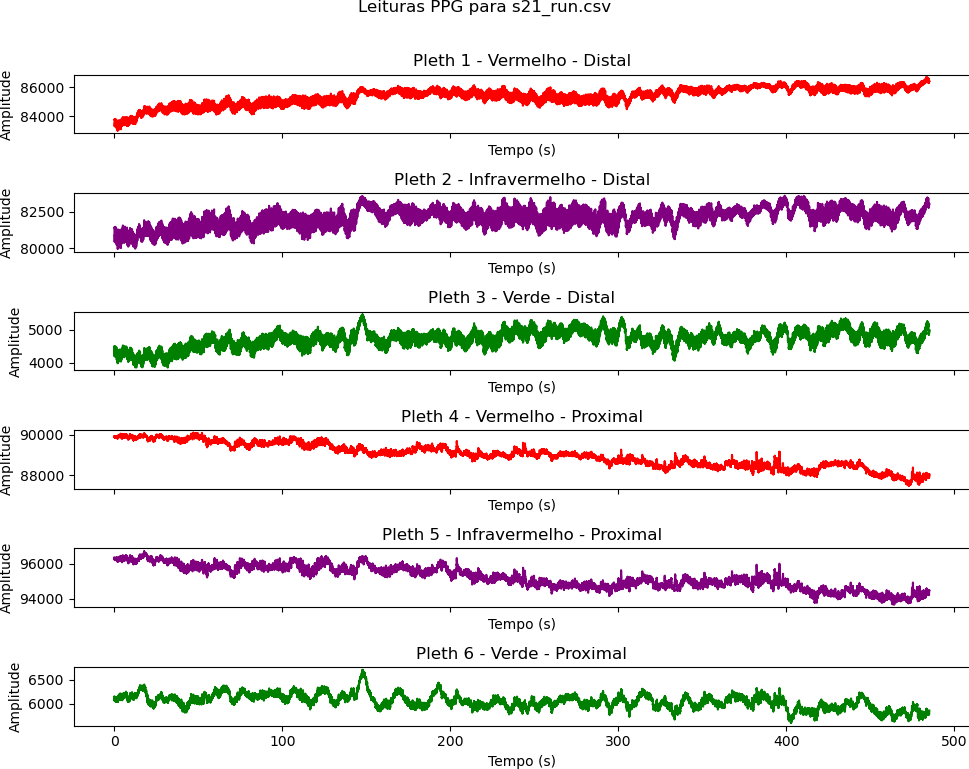 Leituras PPG para s21_run.csv
Pleth 1 - Vermelho - Distal
Amplitude
86000
84000
Tempo (s)
Pleth 2 - Infravermelho - Distal
Amplitude
82500
80000
Tempo (s)
Pleth 3 - Verde - Distal
Amplitude
5000
4000
Tempo (s)
Pleth 4 - Vermelho - Proximal
Amplitude
90000
88000
Tempo (s)
Pleth 5 - Infravermelho - Proximal
Amplitude
96000
94000
Tempo (s)
Pleth 6 - Verde - Proximal
Amplitude
6500
6000
0 100 200 300 400 500
Tempo (s)